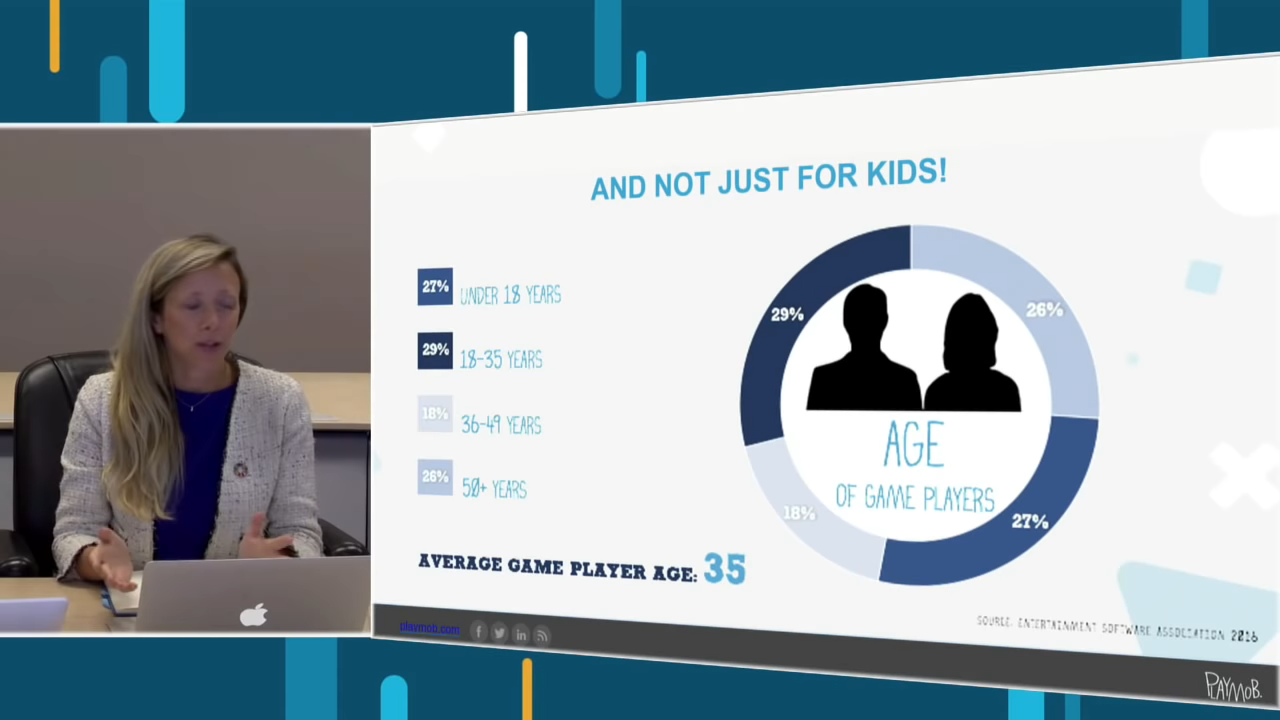 AND NOT JUST FOR KIDS!
27% UNDER 18 YEARS
29% 18-35 YEARS
18% 36-49 YEARS
26% 50+ YEARS
AVERAGE GAME PLAYER AGE: 35
29%
26%
18%
27%
AGE
OF GAME PLAYERS
SOURCE: ENTERTAINMENT SOFTWARE ASSOCIATION 2016
playmob.com
PLAYMOB.